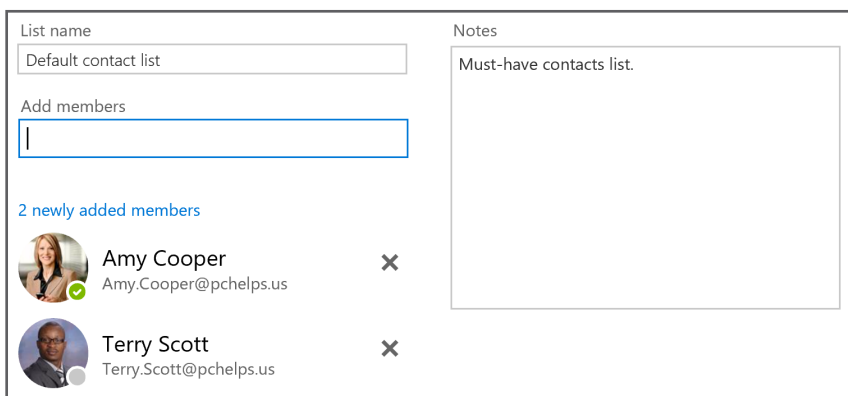 List name
Default contact list
Add members
2 newly added members
Amy Cooper
Amy.Cooper@pchelps.us
Terry Scott
Terry.Scott@pchelps.us
Notes
Must-have contacts list.